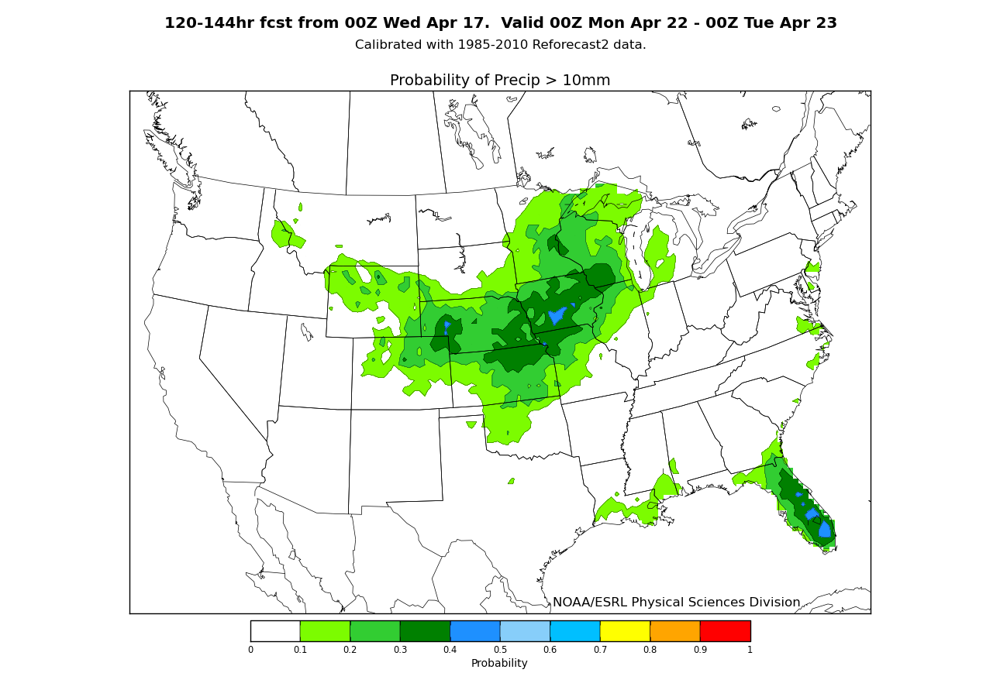 120-144hr fcst from 00Z Wed Apr 17.  Valid 00Z Mon Apr 22 - 00Z Tue Apr 23
Calibrated with 1985-2010 Reforecast2 data.
Probability of Precip > 10mm
NOAA/ESRL Physical Sciences Division
0 0.1 0.2 0.3 0.4 0.5 0.6 0.7 0.8 0.9 1
Probability